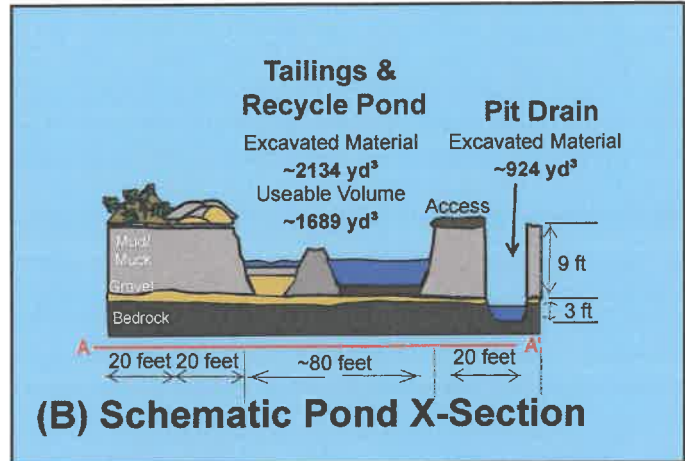 Tailings &
Recycle Pond
Excavated Material
~2134 yd³
Useable Volume
~1689 yd³
Pit Drain
Excavated Material
~924 yd³
Access
Mud/
Muck
Gravel
Bedrock
9 ft
3 ft
A
A'
20 feet
20 feet
~80 feet
20 feet
(B) Schematic Pond X-Section